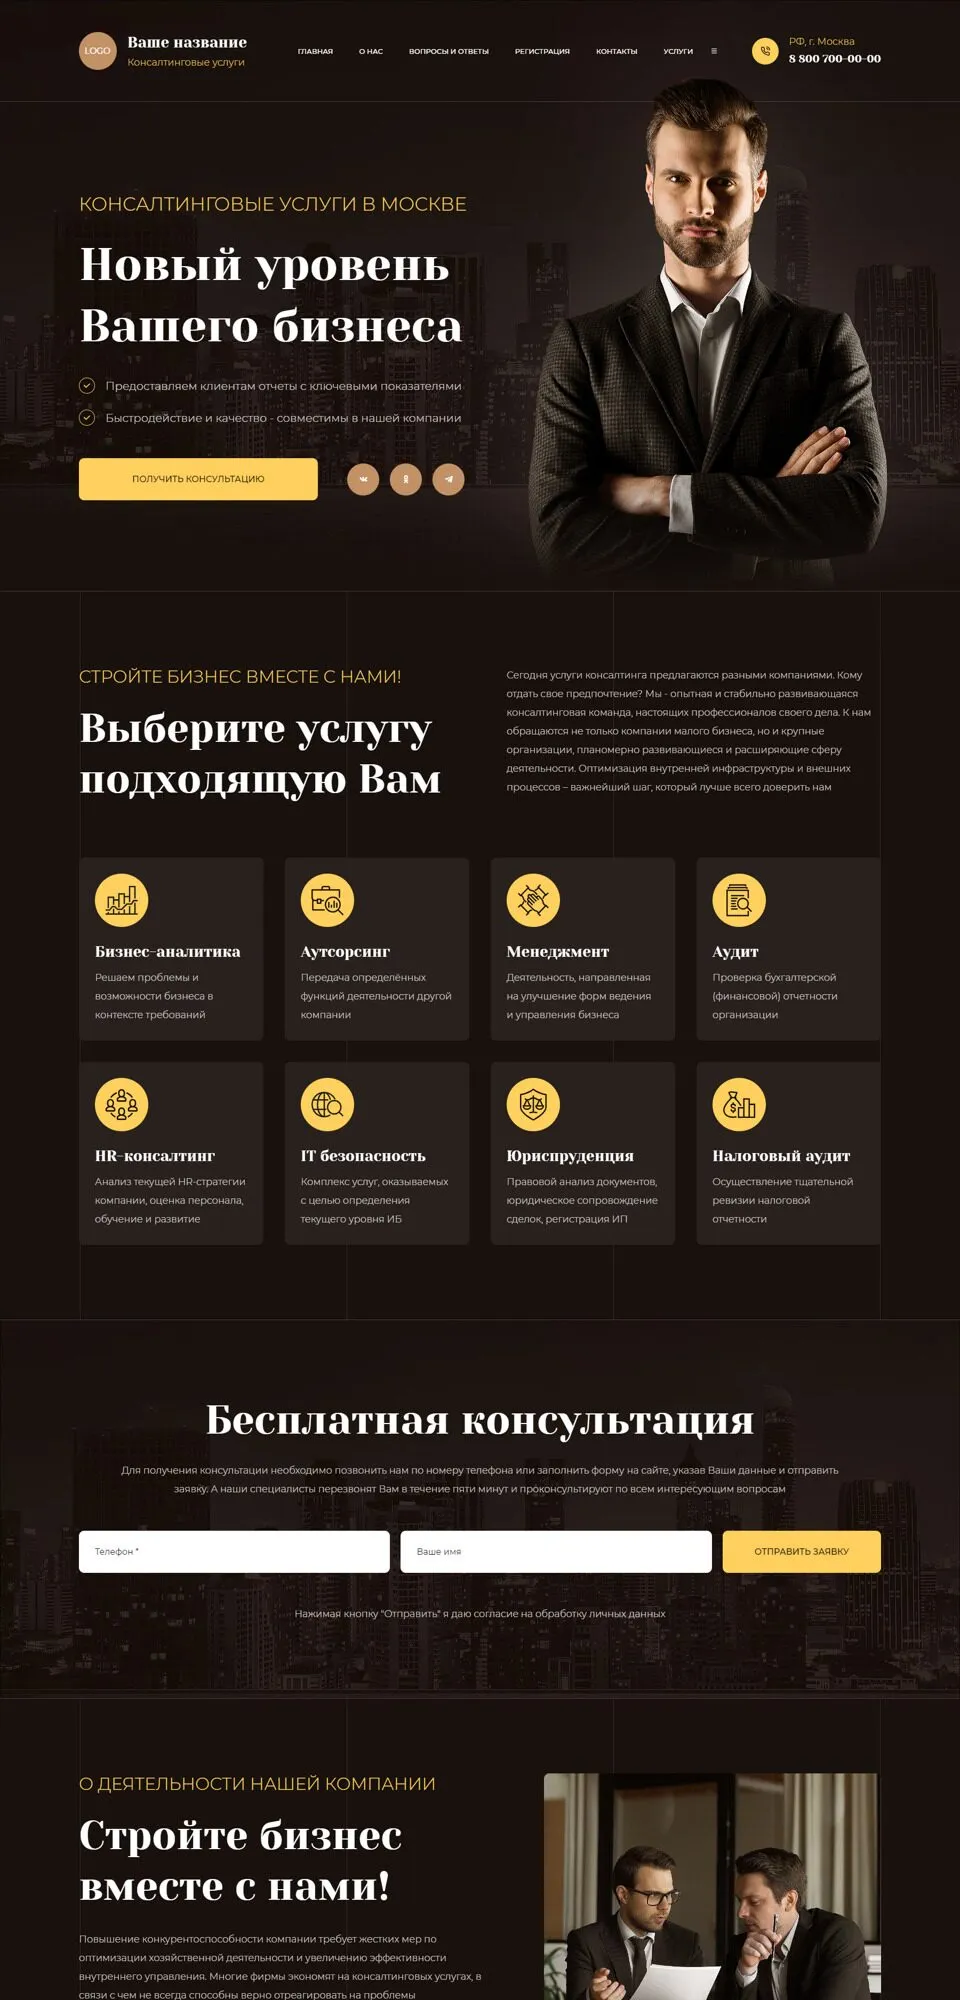 LOGO
Ваше название
Консалтинговые услуги
ГЛАВНАЯ
О НАС
ВОПРОСЫ И ОТВЕТЫ
РЕГИСТРАЦИЯ
КОНТАКТЫ
УСЛУГИ
РФ, г. Москва
8 800 700-00-00
КОНСАЛТИНГОВЫЕ УСЛУГИ В МОСКВЕ
Новый уровень
Вашего бизнеса
Предоставляем клиентам отчеты с ключевыми показателями
Быстродействие и качество - совместимы в нашей компании
ПОЛУЧИТЬ КОНСУЛЬТАЦИЮ
СТРОЙТЕ БИЗНЕС ВМЕСТЕ С НАМИ!
Выберите услугу
подходящую Вам
Сегодня услуги консалтинга предлагаются разными компаниями. Кому
отдать свое предпочтение? Мы - опытная и стабильно развивающаяся
консалтинговая команда, настоящих профессионалов своего дела. К нам
обращаются не только компании малого бизнеса, но и крупные
организации, планомерно развивающиеся и расширяющие сферу
деятельности. Оптимизация внутренней инфраструктуры и внешних
процессов – важнейший шаг, который лучше всего доверить нам
Бизнес-аналитика
Решаем проблемы и
возможности бизнеса в
контексте требований
Аутсорсинг
Передача определённых
функций деятельности другой
компании
Менеджмент
Деятельность, направленная
на улучшение форм ведения
и управления бизнеса
Аудит
Проверка бухгалтерской
(финансовой) отчетности
организации
HR-консалтинг
Анализ текущей HR-стратегии
компании, оценка персонала,
обучение и развитие
IT безопасность
Комплекс услуг, оказываемых
с целью определения
текущего уровня ИБ
Юриспруденция
Правовой анализ документов,
юридическое сопровождение
сделок, регистрация ИП
Налоговый аудит
Осуществление тщательной
ревизии налоговой
отчетности
Бесплатная консультация
Для получения консультации необходимо позвонить нам по номеру телефона или заполнить форму на сайте, указав Ваши данные и отправить
заявку. А наши специалисты перезвонят Вам в течение пяти минут и проконсультируют по всем интересующим вопросам
Телефон *
Ваше имя
ОТПРАВИТЬ ЗАЯВКУ
Нажимая кнопку "Отправить" я даю согласие на обработку личных данных
О ДЕЯТЕЛЬНОСТИ НАШЕЙ КОМПАНИИ
Стройте бизнес
вместе с нами!
Повышение конкурентоспособности компании требует жестких мер по
оптимизации хозяйственной деятельности и увеличению эффективности
внутреннего управления. Многие фирмы экономят на консалтинговых услугах, в
связи с чем не всегда способны верно отреагировать на проблемы